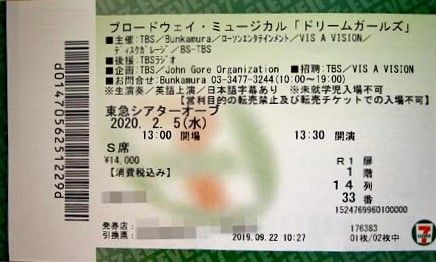 ブロードウェイ・ミュージカル「ドリームガールズ」
■主催:TBS/Bunkamura/ローソンエンタテインメント/VIS A VISION/
ディスクガレージ/BS-TBS
■後援:TBSラジオ
■企画:TBS/John Gore Organization ■招聘:TBS/VIS A VISION
■お問合せ:Bunkamura 03-3477-3244(10:00〜19:00)
※生演奏/英語上演/日本語字幕あり ※未就学児入場不可
【営利目的の転売禁止及び転売チケットでの入場不可】
東急シアターオーブ
2020. 2. 5(水)
13:00 開場 13:30 開演
S席
¥14,000
【消費税込み】
R1 扉
1 階
14 列
33 番
1524769960100000
発券店:
引換票: 2019.09.22 10:27
176383
01枚/02枚中
d0147056251229d